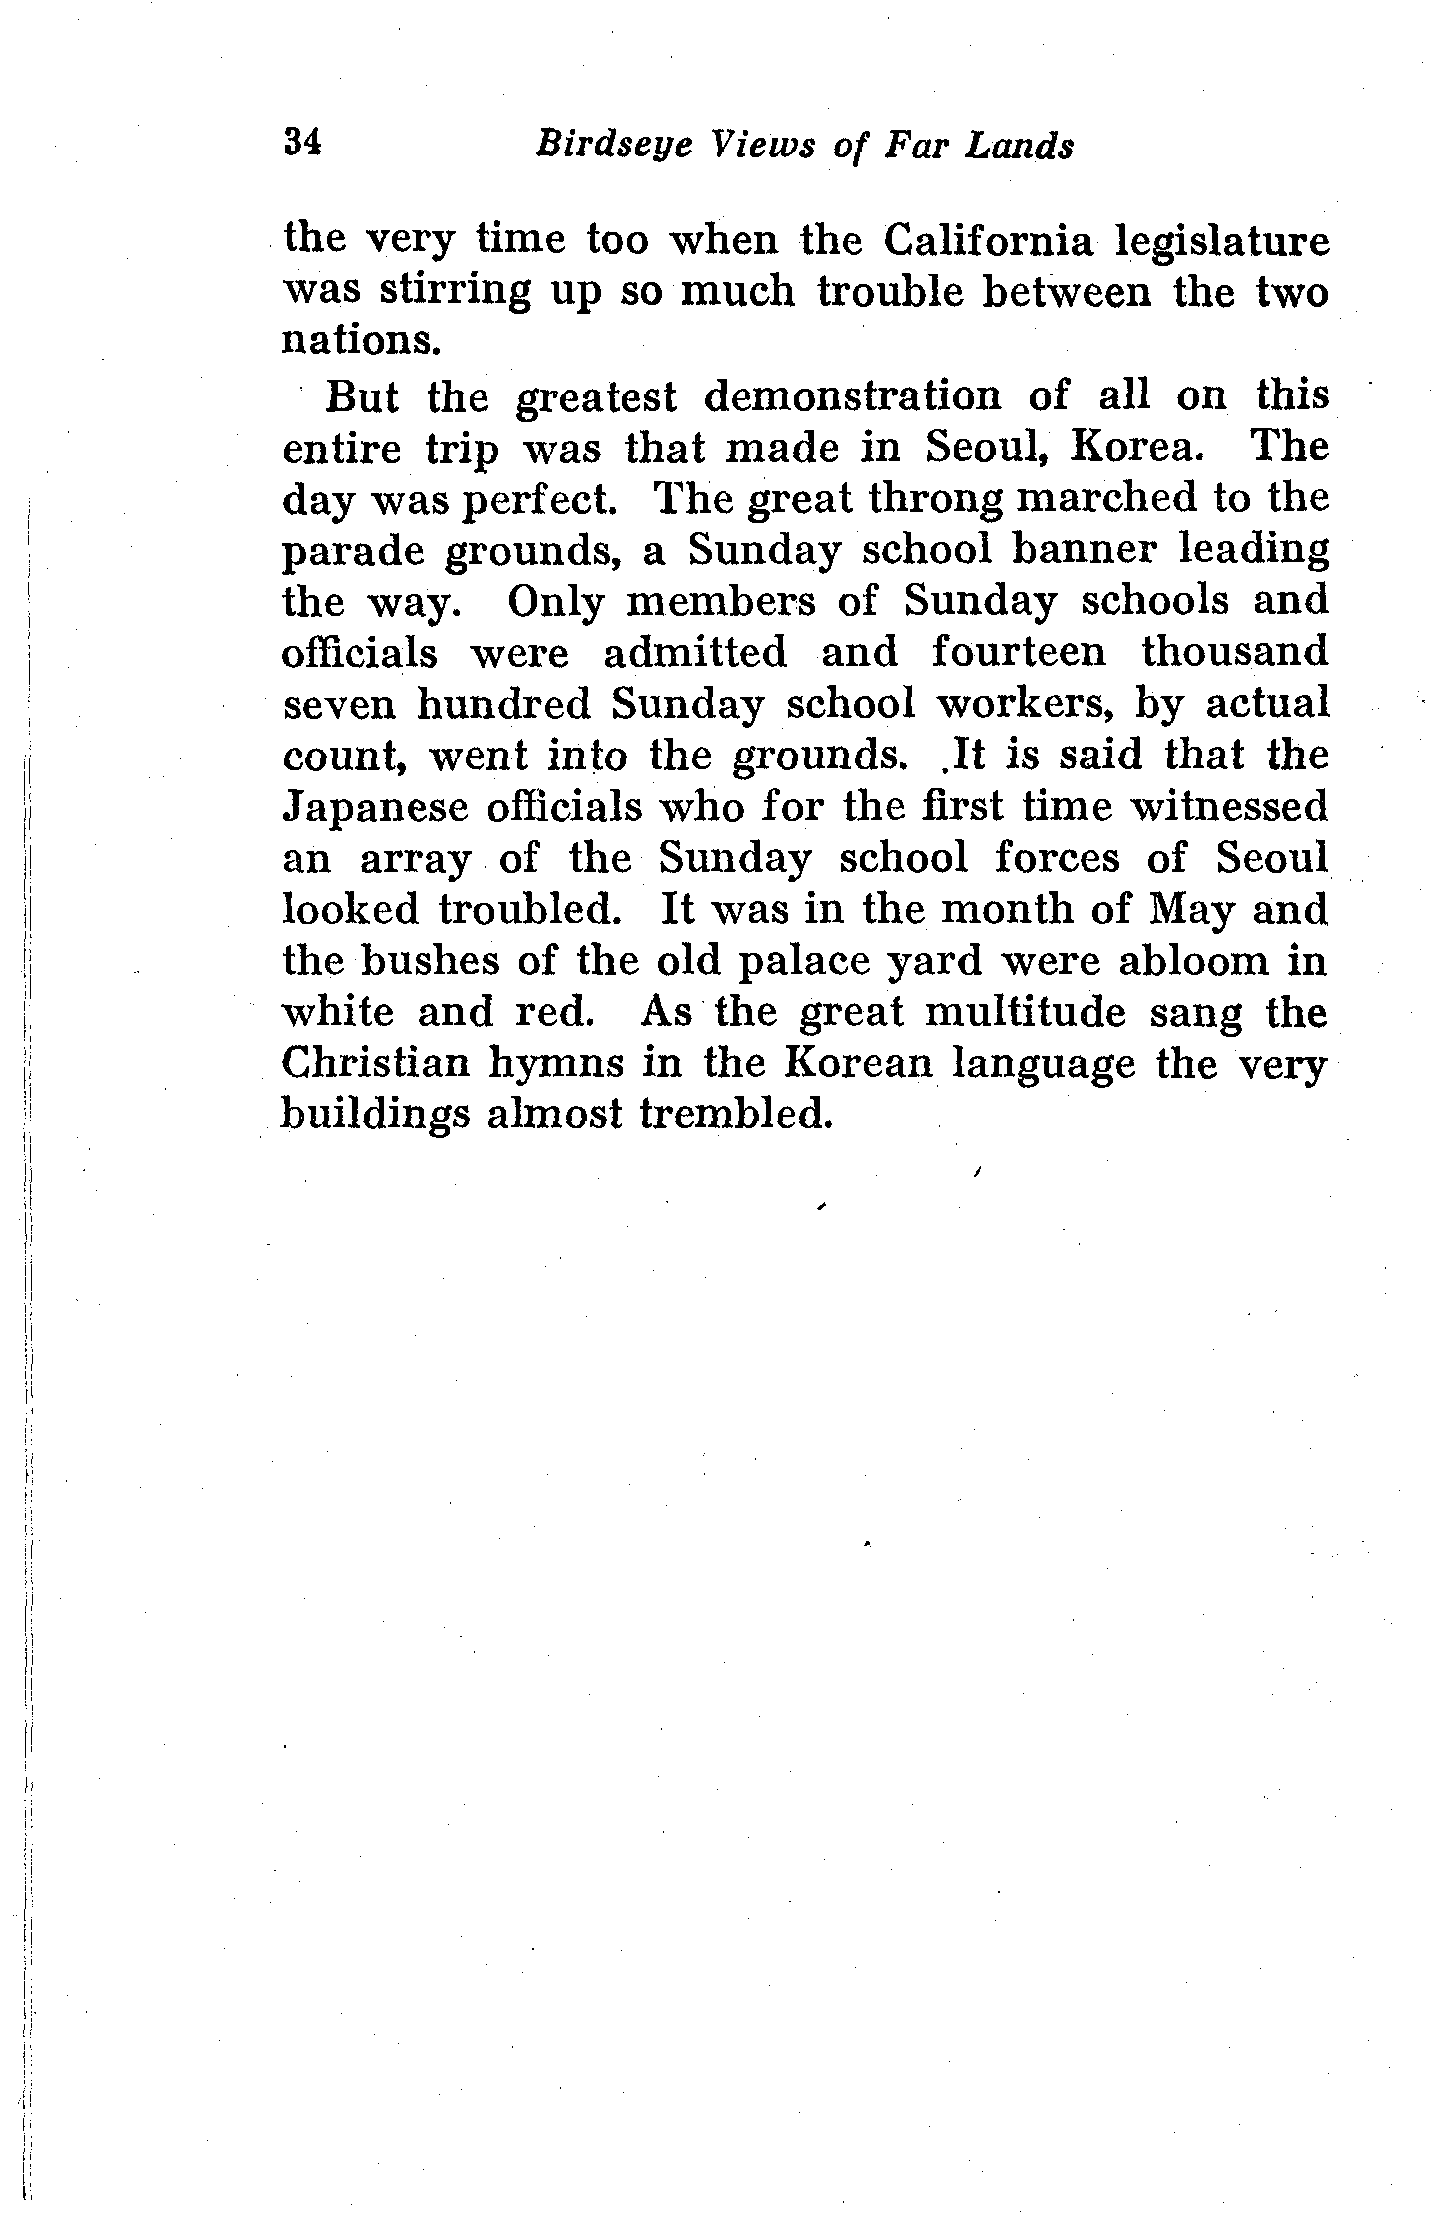 34 Birdseye Views of Far Lands
the very time too when the California legislature
was stirring up so much trouble between the two
nations.
But the greatest demonstration of all on this
entire trip was that made in Seoul, Korea. The
day was perfect. The great throng marched to the
parade grounds, a Sunday school banner leading
the way. Only members of Sunday schools and
officials were admitted and fourteen thousand
seven hundred Sunday school workers, by actual
count, went into the grounds. It is said that the
Japanese officials who for the first time witnessed
an array of the Sunday school forces of Seoul
looked troubled. It was in the month of May and
the bushes of the old palace yard were abloom in
white and red. As the great multitude sang the
Christian hymns in the Korean language the very
buildings almost trembled.